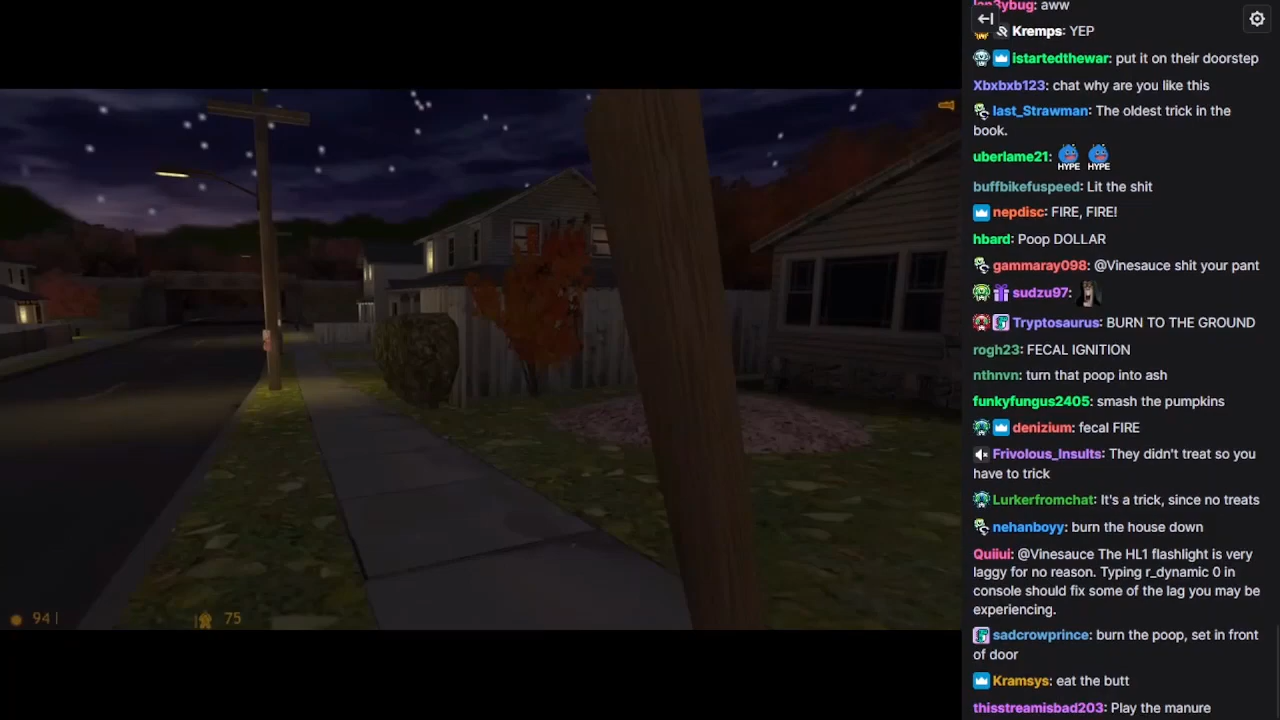 len3ybug: aww
Kremps: YEP
istartedthewar: put it on their doorstep
Xbxbxb123: chat why are you like this
last_Strawman: The oldest trick in the
book.
uberlame21: HYPE HYPE
buffbikefuspeed: Lit the shit
nepdisc: FIRE, FIRE!
hbard: Poop DOLLAR
gammaray098: @Vinesauce shit your pant
sudzu97:
Tryptosaurus: BURN TO THE GROUND
rogh23: FECAL IGNITION
nthnvn: turn that poop into ash
funkyfungus2405: smash the pumpkins
denizium: fecal FIRE
Frivolous_Insults: They didn't treat so you
have to trick
Lurkerfromchat: It's a trick, since no treats
nehanboyy: burn the house down
Quiiui: @Vinesauce The HL1 flashlight is very
laggy for no reason. Typing r_dynamic 0 in
console should fix some of the lag you may be
experiencing.
sadcrowprince: burn the poop, set in front
of door
Kramsys: eat the butt
thisstreamisbad203: Play the manure
94
75